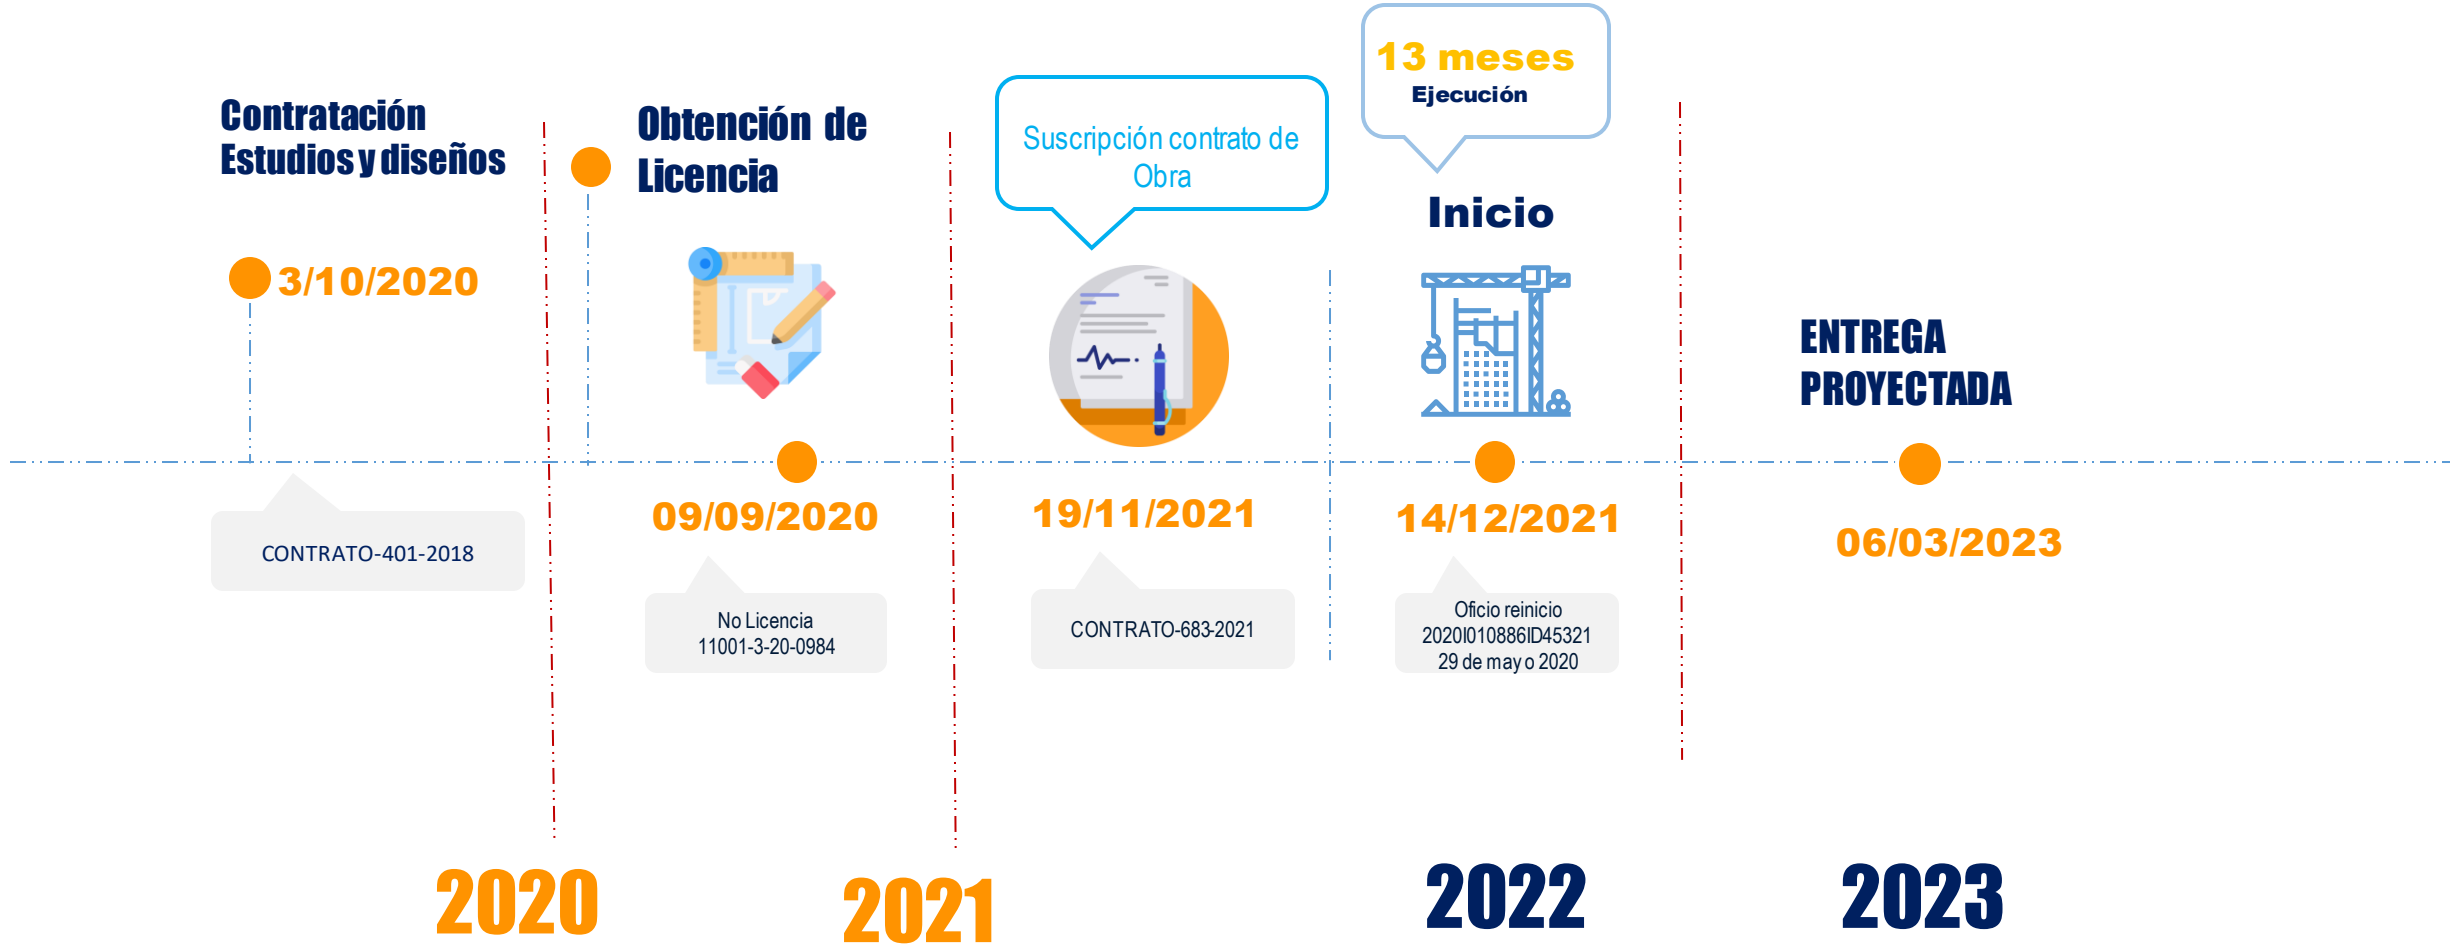 Contratación
Estudios y diseños
3/10/2020
CONTRATO-401-2018
Obtención de
Licencia
09/09/2020
No Licencia
11001-3-20-0984
Suscripción contrato de
Obra
19/11/2021
CONTRATO-683-2021
13 meses
Ejecución
Inicio
14/12/2021
Oficio reinicio
2020I010886ID45321
29 de mayo 2020
ENTREGA
PROYECTADA
06/03/2023
2020
2021
2022
2023